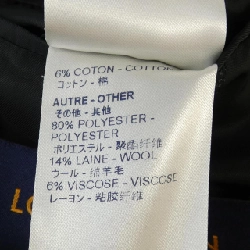 6% COTON - COTTON
コットン - 棉
AUTRE - OTHER
その他 - 其他
80% POLYESTER -
POLYESTER
ポリエステル - 聚酯纤维
14% LAINE - WOOL
ウール - 绵羊毛
6% VISCOSE - VISCOSE
レーヨン - 粘胶纤维
LO